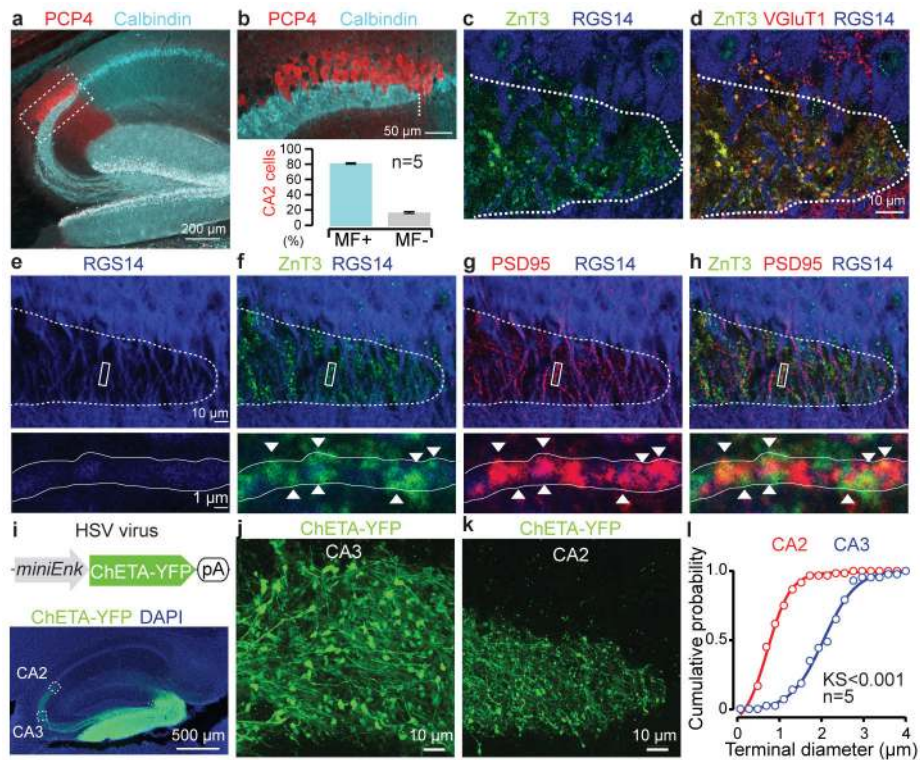 a PCP4 Calbindin
200 µm
b PCP4 Calbindin
50 µm
CA2 cells
100
80
60
40
20
0
(%)
n=5
MF+ MF-
c ZnT3 RGS14
d ZnT3 VGluT1 RGS14
10 µm
e RGS14
10 µm
1 µm
f ZnT3 RGS14
g PSD95 RGS14
h ZnT3 PSD95 RGS14
i HSV virus
-miniEnk ChETA-YFP pA
ChETA-YFP DAPI
CA2
CA3
500 µm
j ChETA-YFP
CA3
10 µm
k ChETA-YFP
CA2
10 µm
l CA2 CA3
Cumulative probability
1.0
0.5
0
KS<0.001
n=5
0 1 2 3 4
Terminal diameter (µm)